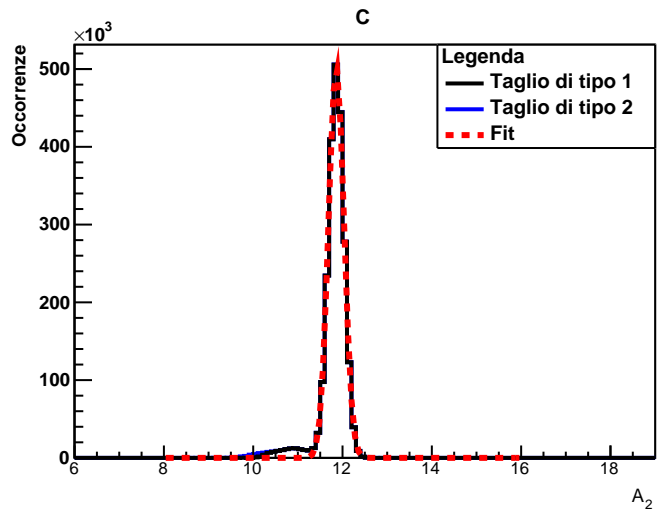 C
×10³
Occorrenze
500
400
300
200
100
0
6 8 10 12 14 16 18
A₂
Legenda
Taglio di tipo 1
Taglio di tipo 2
Fit